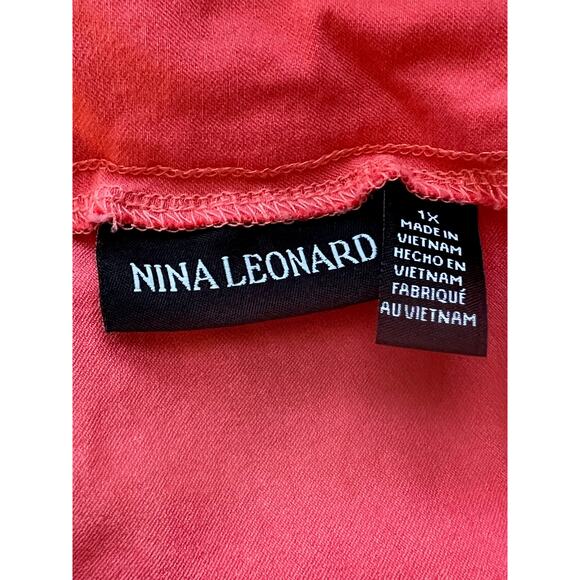 NINA LEONARD
1X
MADE IN
VIETNAM
HECHO EN
VIETNAM
FABRIQUÉ
AU VIETNAM